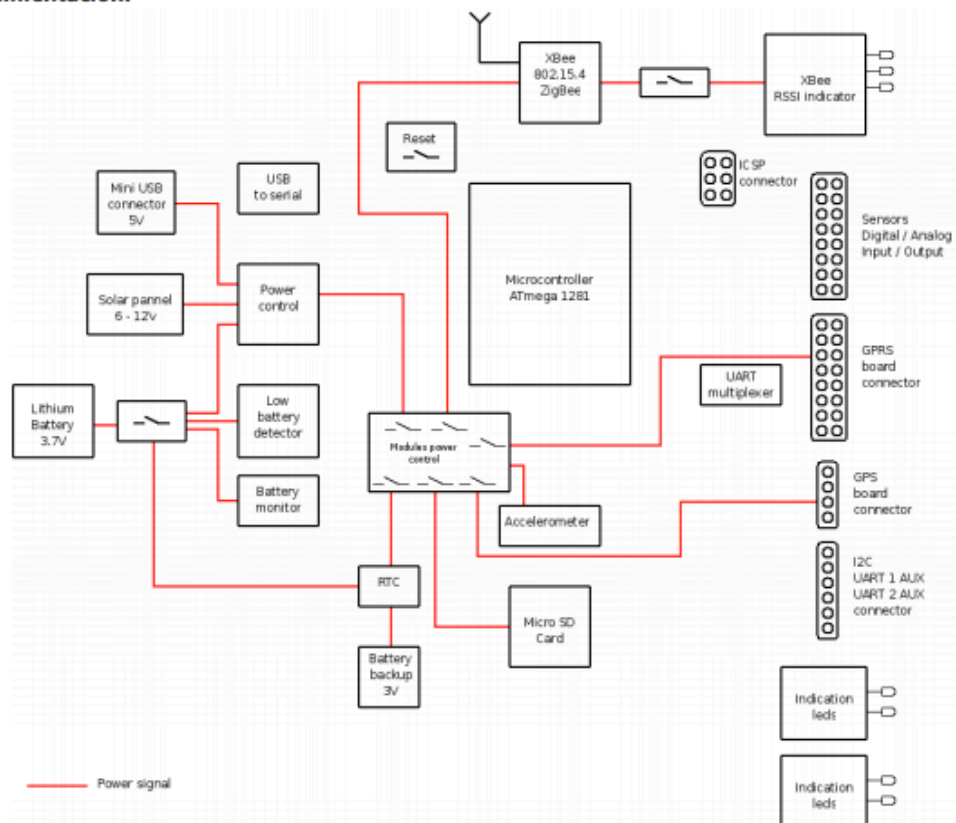 XBee
802.15.4
ZigBee
XBee
RSSI indicator
Reset
ICSP
connector
USB
to serial
Mini USB
connector
5V
Sensors
Digital / Analog
Input / Output
Microcontroller
ATmega 1281
Power
control
Solar pannel
6 - 12v
GPRS
board
connector
UART
multiplexer
Lithium
Battery
3.7V
Low
battery
detector
Modules power
control
Battery
monitor
GPS
board
connector
Accelerometer
I2C
UART 1 AUX
UART 2 AUX
connector
RTC
Micro SD
Card
Battery
backup
3V
Indication
leds
Power signal
Indication
leds